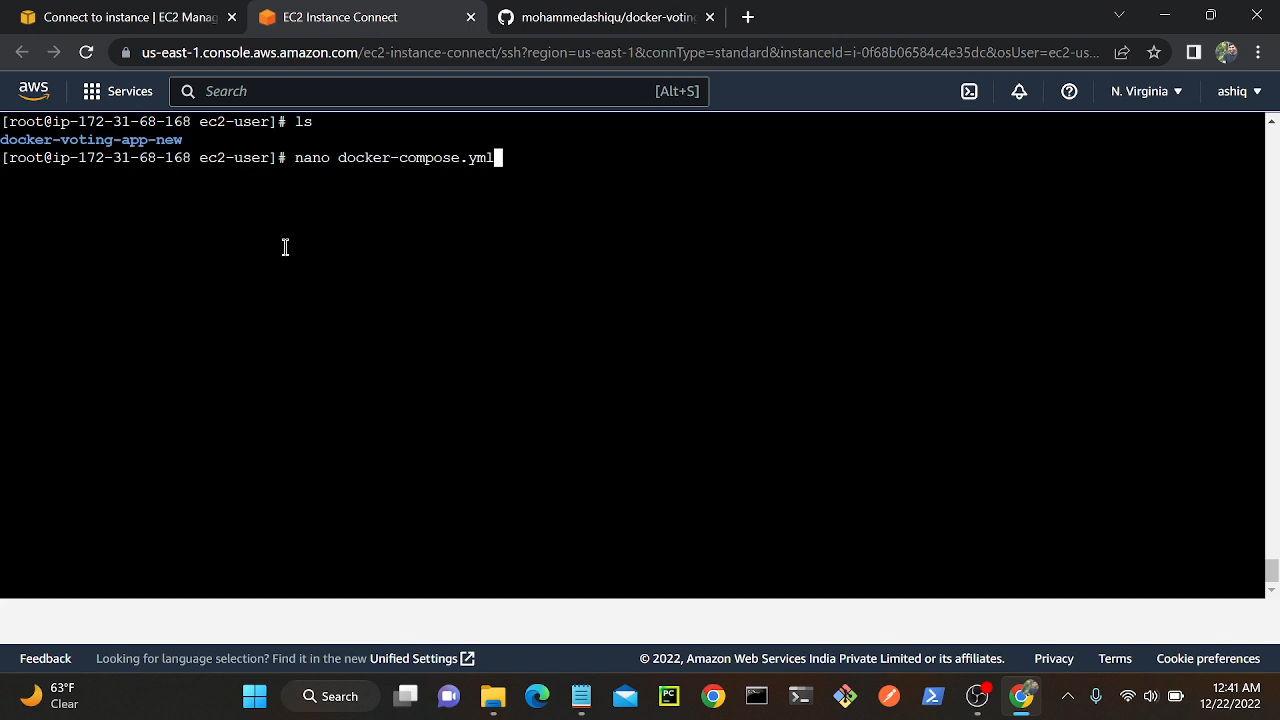 Connect to instance | EC2 Manag
EC2 Instance Connect
mohammedashiqu/docker-voting
us-east-1.console.aws.amazon.com/ec2-instance-connect/ssh?region=us-east-1&connType=standard&instanceId=i-0f68b06584c4e35dc&osUser=ec2-us...
aws
Services
Search
[Alt+S]
N. Virginia
ashiq
[root@ip-172-31-68-168 ec2-user]# ls
docker-voting-app-new
[root@ip-172-31-68-168 ec2-user]# nano docker-compose.yml
Feedback
Looking for language selection? Find it in the new Unified Settings
© 2022, Amazon Web Services India Private Limited or its affiliates.
Privacy
Terms
Cookie preferences
63°F
Clear
Search
PC
12:41 AM
12/22/2022